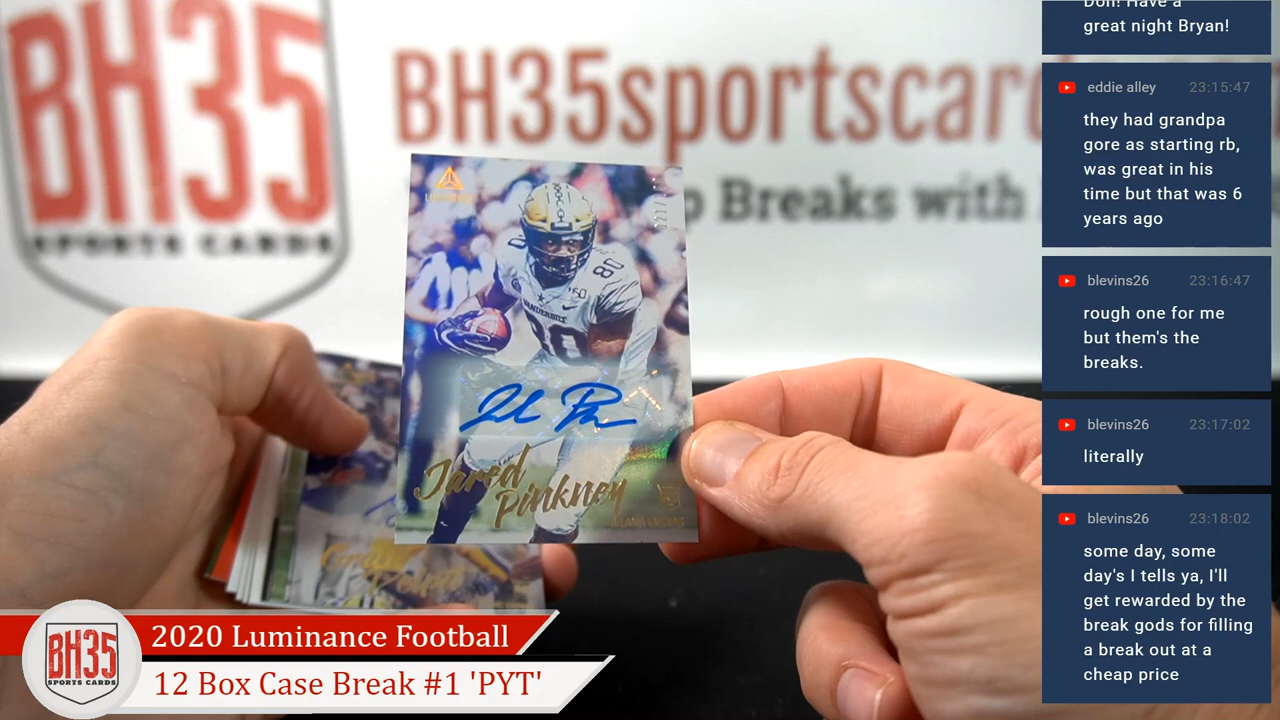 BH35
SPORTS CARDS
BH35sportscard
p Breaks with
80
VANDERBILT
80
Jared
Pinkney
BH35
SPORTS CARDS
2020 Luminance Football
12 Box Case Break #1 'PYT'
Don! Have a
great night Bryan!
eddie alley 23:15:47
they had grandpa
gore as starting rb,
was great in his
time but that was 6
years ago
blevins26 23:16:47
rough one for me
but them's the
breaks.
blevins26 23:17:02
literally
blevins26 23:18:02
some day, some
day's I tells ya, I'll
get rewarded by the
break gods for filling
a break out at a
cheap price